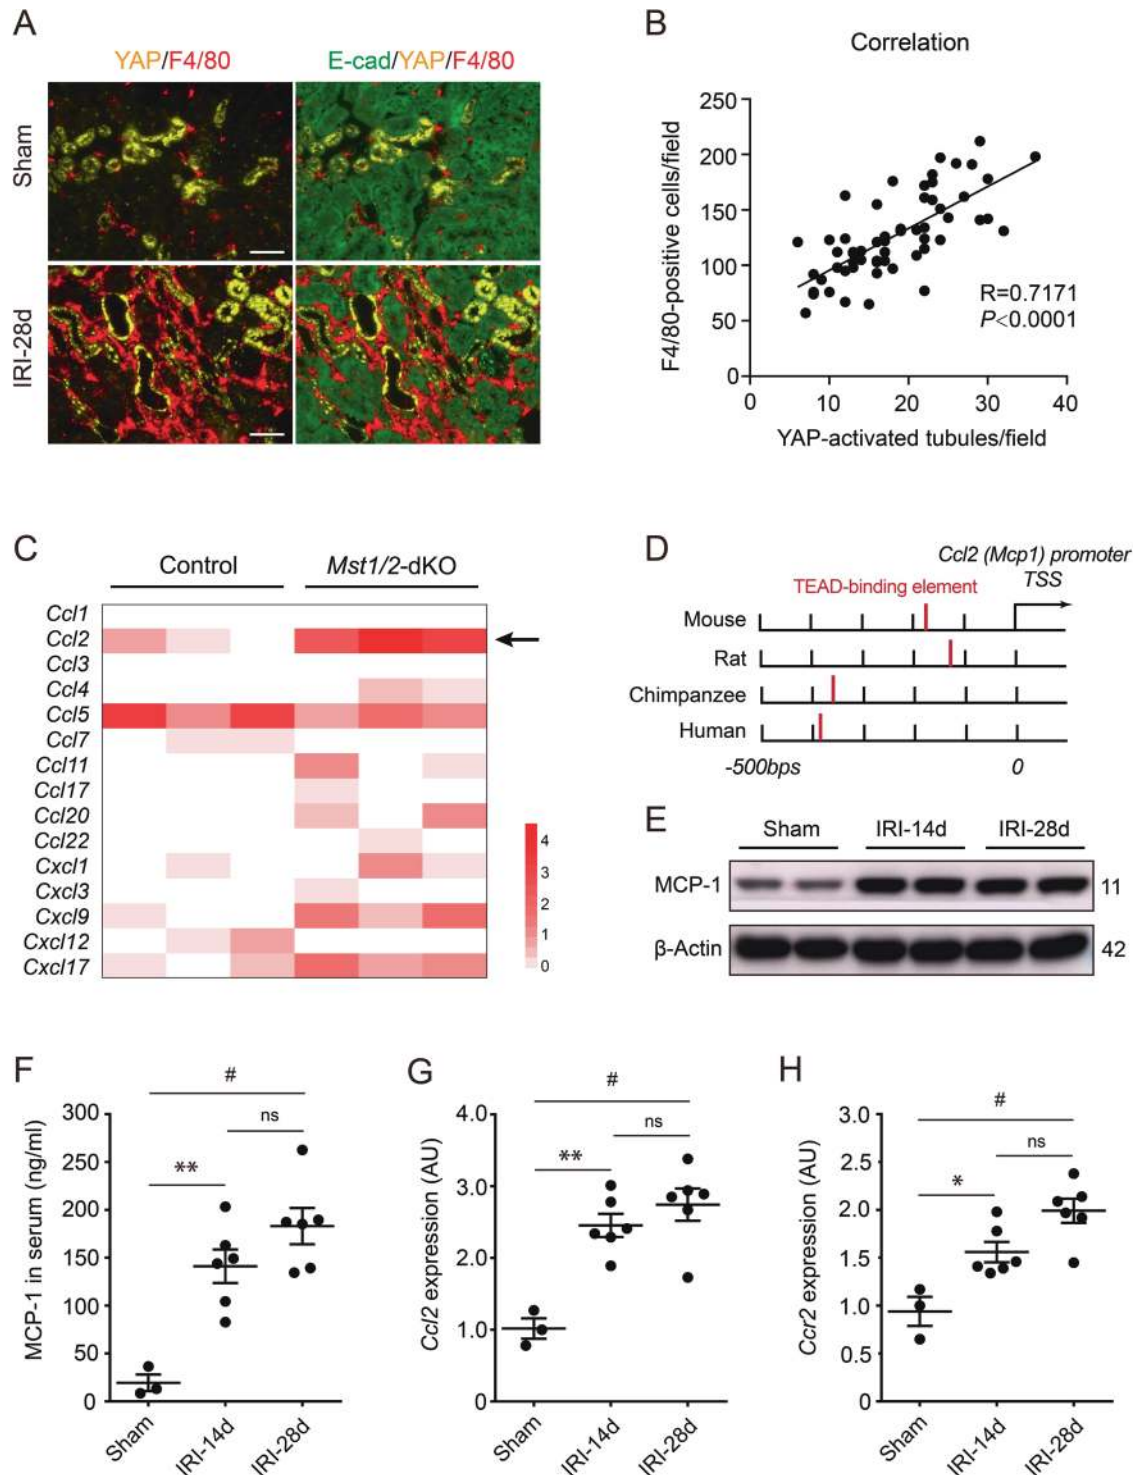 A
YAP/F4/80
E-cad/YAP/F4/80
Sham
IRI-28d
B
Correlation
F4/80-positive cells/field
250
200
150
100
50
0
R=0.7171
P<0.0001
0
10
20
30
40
YAP-activated tubules/field
C
Control
Mst1/2-dKO
Ccl1
Ccl2
Ccl3
Ccl4
Ccl5
Ccl7
Ccl11
Ccl17
Ccl20
Ccl22
Cxcl1
Cxcl3
Cxcl9
Cxcl12
Cxcl17
4
3
2
1
0
D
Ccl2 (Mcp1) promoter
TEAD-binding element
TSS
Mouse
Rat
Chimpanzee
Human
-500bps
0
E
Sham
IRI-14d
IRI-28d
MCP-1
11
β-Actin
42
F
#
ns
**
MCP-1 in serum (ng/ml)
300
250
200
150
100
50
0
Sham
IRI-14d
IRI-28d
G
#
ns
**
Ccl2 expression (AU)
4.0
3.0
2.0
1.0
0
Sham
IRI-14d
IRI-28d
H
#
ns
*
Ccr2 expression (AU)
3.0
2.5
2.0
1.5
1.0
0.5
0
Sham
IRI-14d
IRI-28d